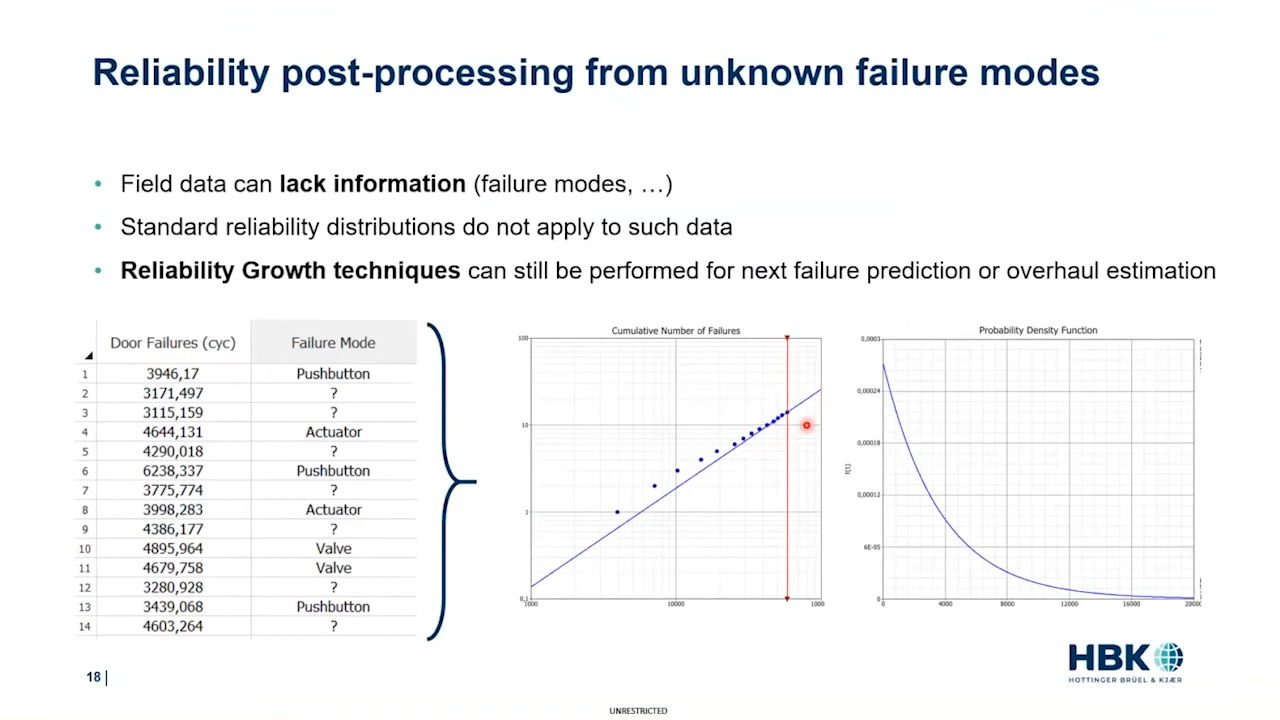 Reliability post-processing from unknown failure modes
• Field data can lack information (failure modes, …)
• Standard reliability distributions do not apply to such data
• Reliability Growth techniques can still be performed for next failure prediction or overhaul estimation
Door Failures (cyc) Failure Mode
1 3946,17 Pushbutton
2 3171,497 ?
3 3115,159 ?
4 4644,131 Actuator
5 4290,018 ?
6 6238,337 Pushbutton
7 3775,774 ?
8 3998,283 Actuator
9 4386,177 ?
10 4895,964 Valve
11 4679,758 Valve
12 3280,928 ?
13 3439,068 Pushbutton
14 4603,264 ?
Cumulative Number of Failures
100
10
1
0,1
1000 10000 1000
Probability Density Function
0,0003
0,00024
0,00018
0,00012
6E-05
0
f(t)
0 4000 8000 12000 16000 20000
HBK
HOTTINGER BRÜEL & KJÆR
18 |
UNRESTRICTED